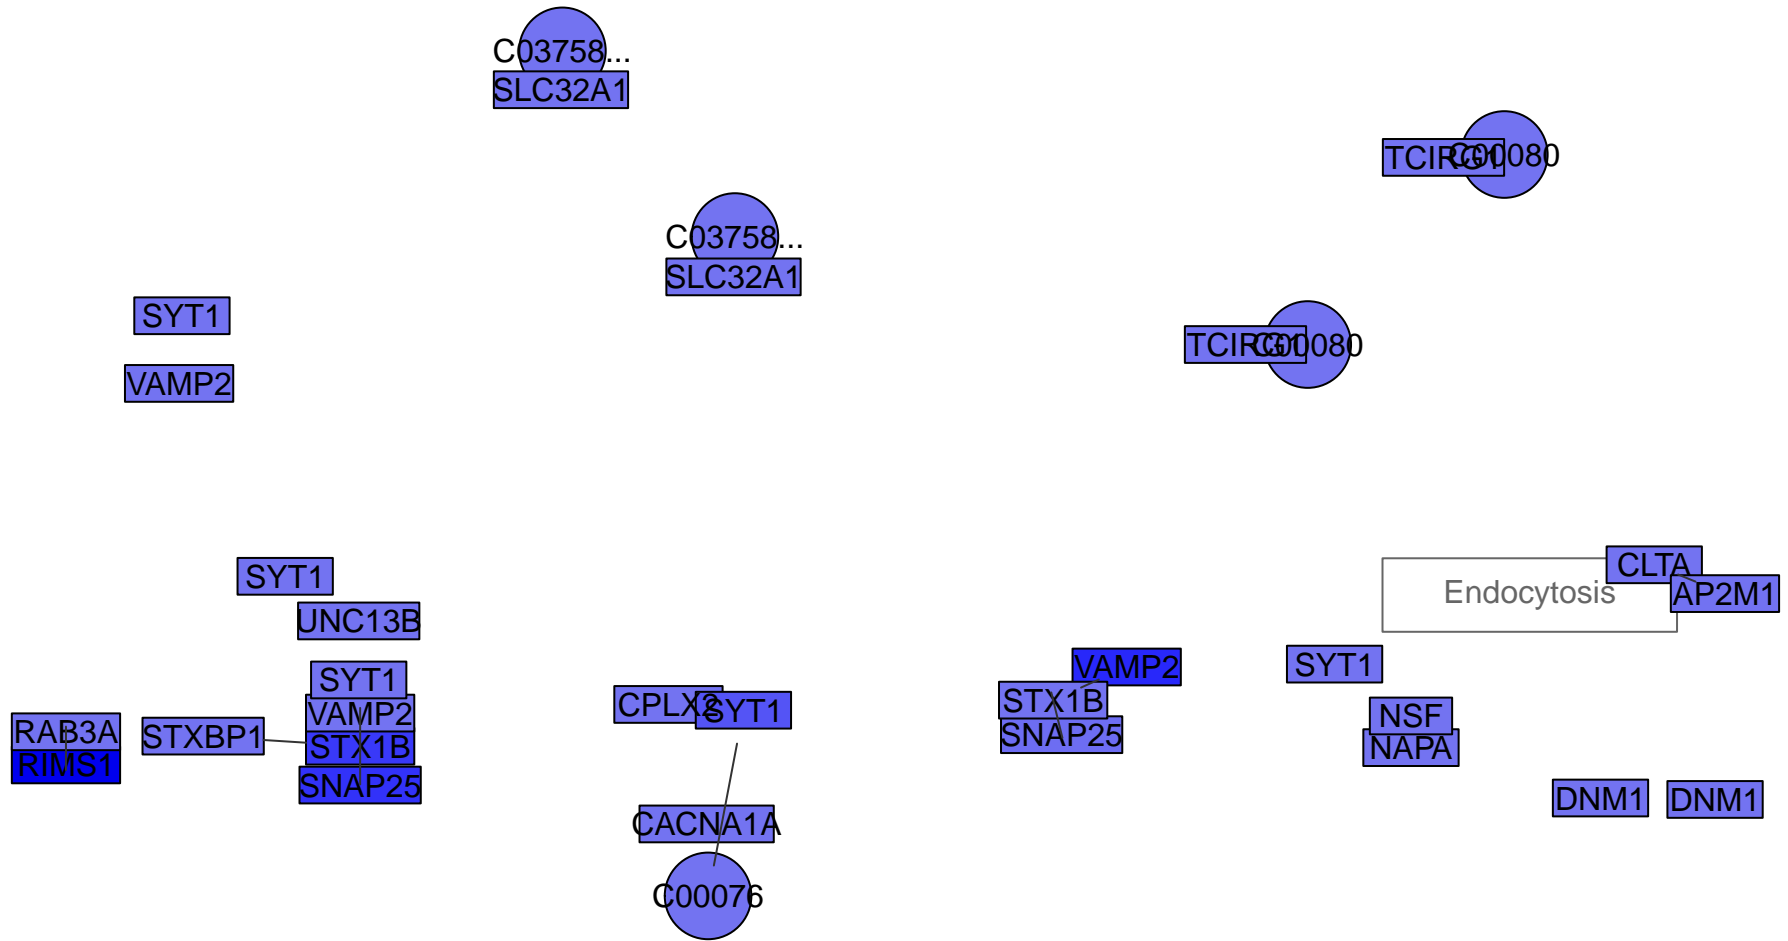 C03758...
SLC32A1
TCIRG1
C00080
C03758...
SLC32A1
SYT1
TCIRG1
C00080
VAMP2
SYT1
CLTA
Endocytosis
AP2M1
UNC13B
SYT1
VAMP2
SYT1
CPLX2
SYT1
STX1B
VAMP2
NSF
RAB3A
STXBP1
STX1B
SNAP25
NAPA
RIMS1
SNAP25
DNM1
DNM1
CACNA1A
C00076